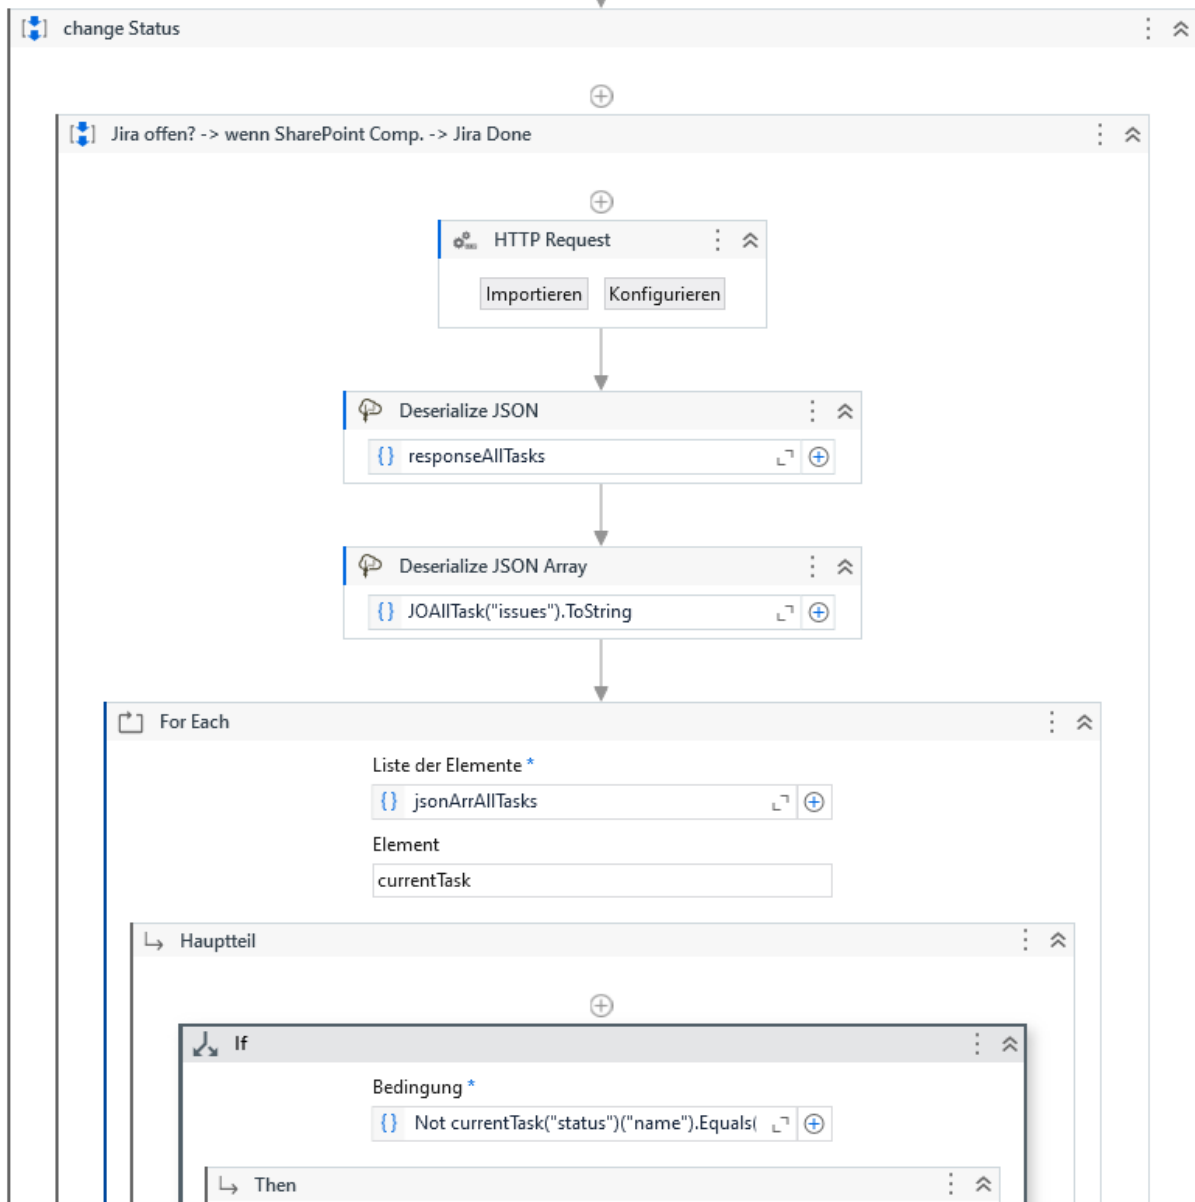 change Status
Jira offen? -> wenn SharePoint Comp. -> Jira Done
HTTP Request
Importieren Konfigurieren
Deserialize JSON
{} responseAllTasks
Deserialize JSON Array
{} JOAllTask("issues").ToString
For Each
Liste der Elemente *
{} jsonArrAllTasks
Element
currentTask
Hauptteil
If
Bedingung *
{} Not currentTask("status")("name").Equals(
Then